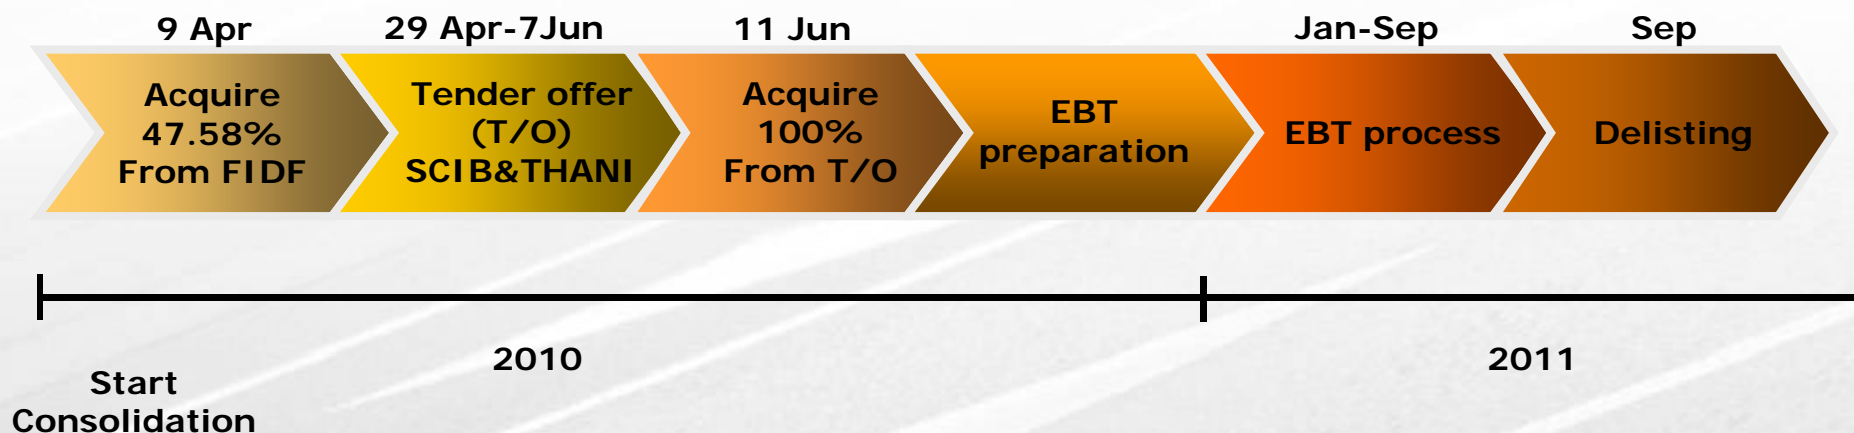 9 Apr
29 Apr-7Jun
11 Jun
Jan-Sep
Sep
Acquire
47.58%
From FIDF
Tender offer
(T/O)
SCIB&THANI
Acquire
100%
From T/O
EBT
preparation
EBT process
Delisting
2010
2011
Start
Consolidation